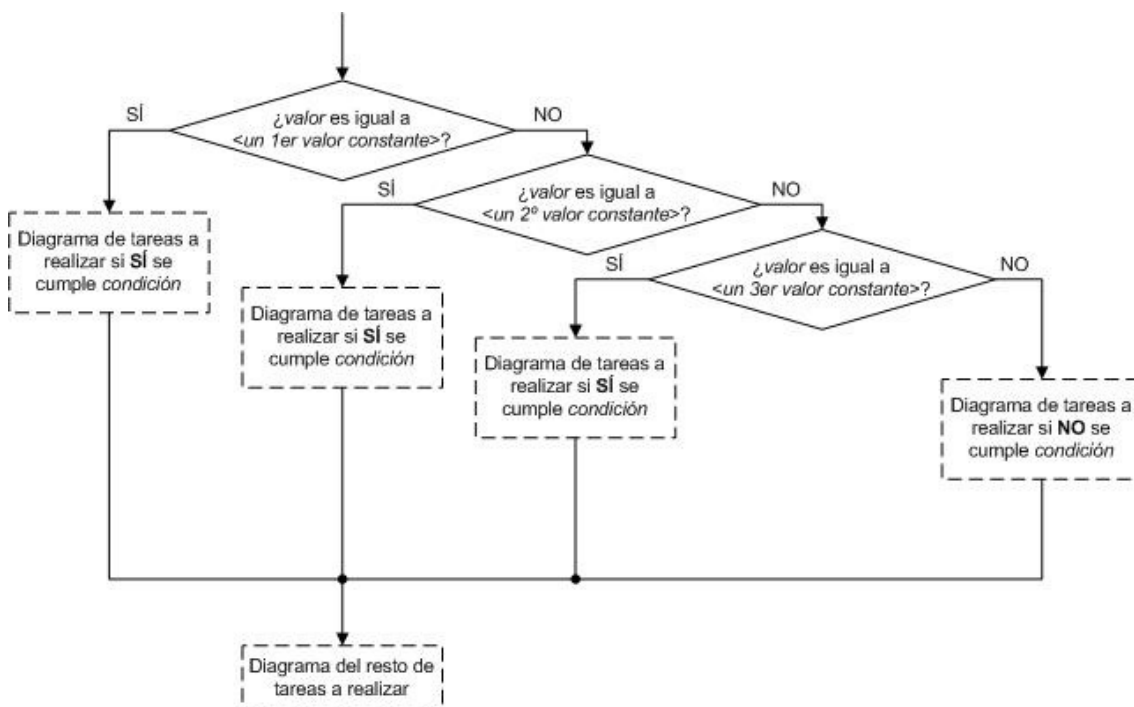 SÍ
¿valor es igual a
<un 1er valor constante>?
NO
SÍ
¿valor es igual a
<un 2º valor constante>?
NO
Diagrama de tareas a
realizar si SÍ se
cumple condición
SÍ
¿valor es igual a
<un 3er valor constante>?
NO
Diagrama de tareas a
realizar si SÍ se
cumple condición
Diagrama de tareas a
realizar si SÍ se
cumple condición
Diagrama de tareas a
realizar si NO se
cumple condición
Diagrama del resto de
tareas a realizar